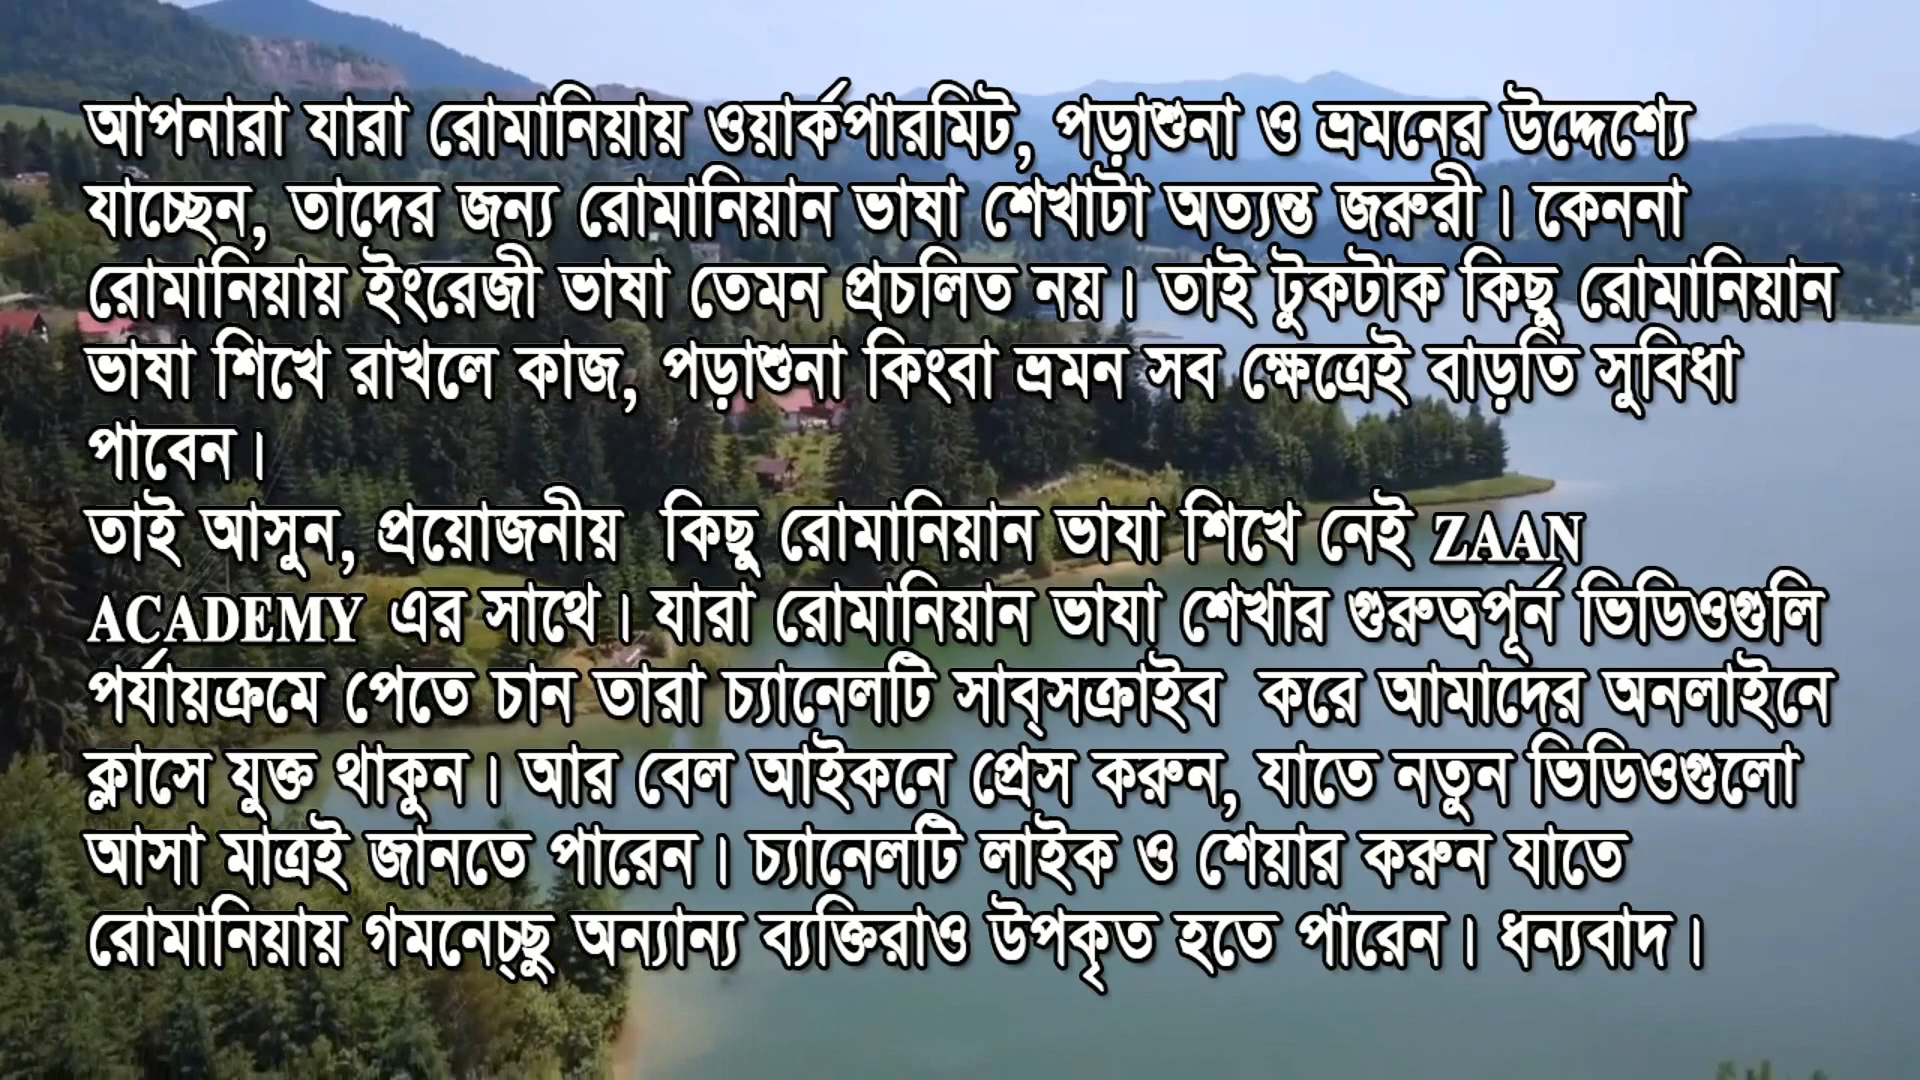 আপনারা যারা রোমানিয়ায় ওয়ার্কপারমিট, পড়াশুনা ও ভ্রমনের উদ্দেশ্যে
যাচ্ছেন, তাদের জন্য রোমানিয়ান ভাষা শেখাটা অত্যন্ত জরুরী। কেননা
রোমানিয়ায় ইংরেজী ভাষা তেমন প্রচলিত নয়। তাই টুকটাক কিছু রোমানিয়ান
ভাষা শিখে রাখলে কাজ, পড়াশুনা কিংবা ভ্রমন সব ক্ষেত্রেই বাড়তি সুবিধা
পাবেন।
তাই আসুন, প্রয়োজনীয়  কিছু রোমানিয়ান ভাযা শিখে নেই ZAAN
ACADEMY এর সাথে। যারা রোমানিয়ান ভাযা শেখার গুরুত্বপূর্ন ভিডিওগুলি
পর্যায়ক্রমে পেতে চান তারা চ্যানেলটি সাব্‌সক্রাইব  করে আমাদের অনলাইনে
ক্লাসে যুক্ত থাকুন। আর বেল আইকনে প্রেস করুন, যাতে নতুন ভিডিওগুলো
আসা মাত্রই জানতে পারেন। চ্যানেলটি লাইক ও শেয়ার করুন যাতে
রোমানিয়ায় গমনেচ্ছু অন্যান্য ব্যক্তিরাও উপকৃত হতে পারেন। ধন্যবাদ।